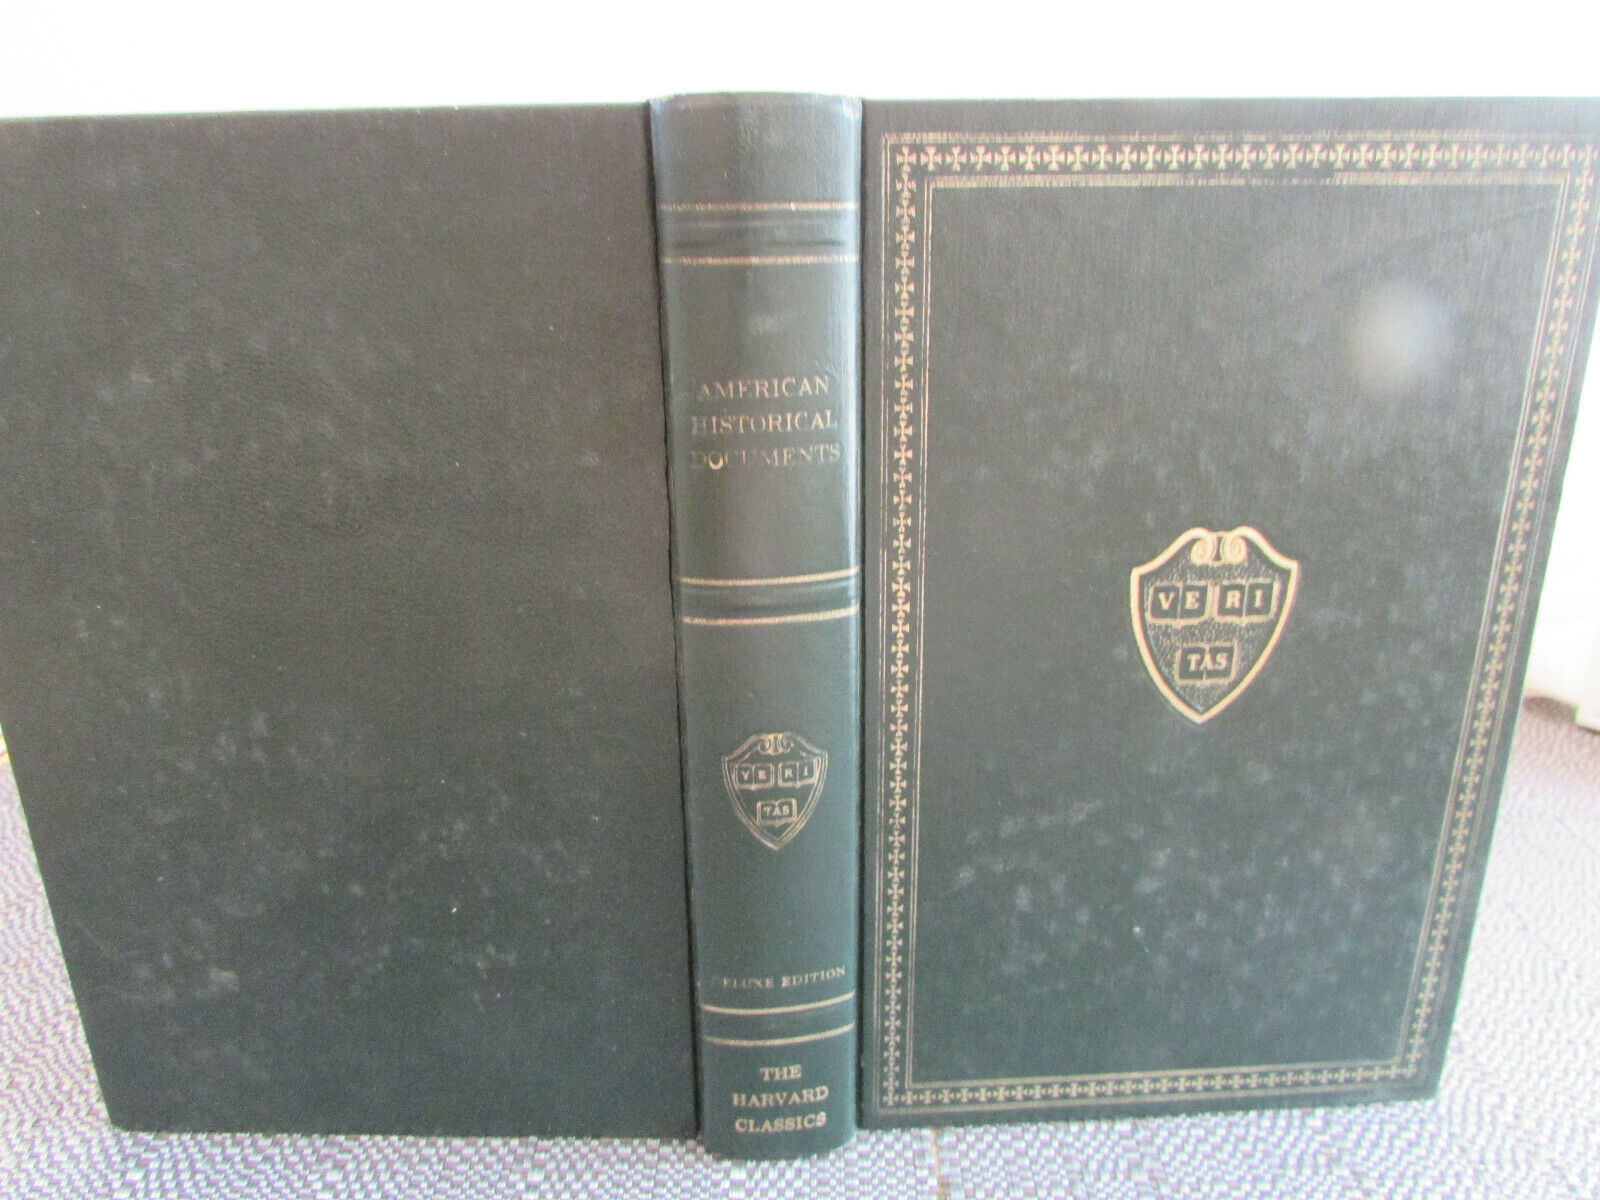 AMERICAN
HISTORICAL
DOCUMENTS
VE RI
TAS
DELUXE EDITION
THE
HARVARD
CLASSICS
VE RI
TAS